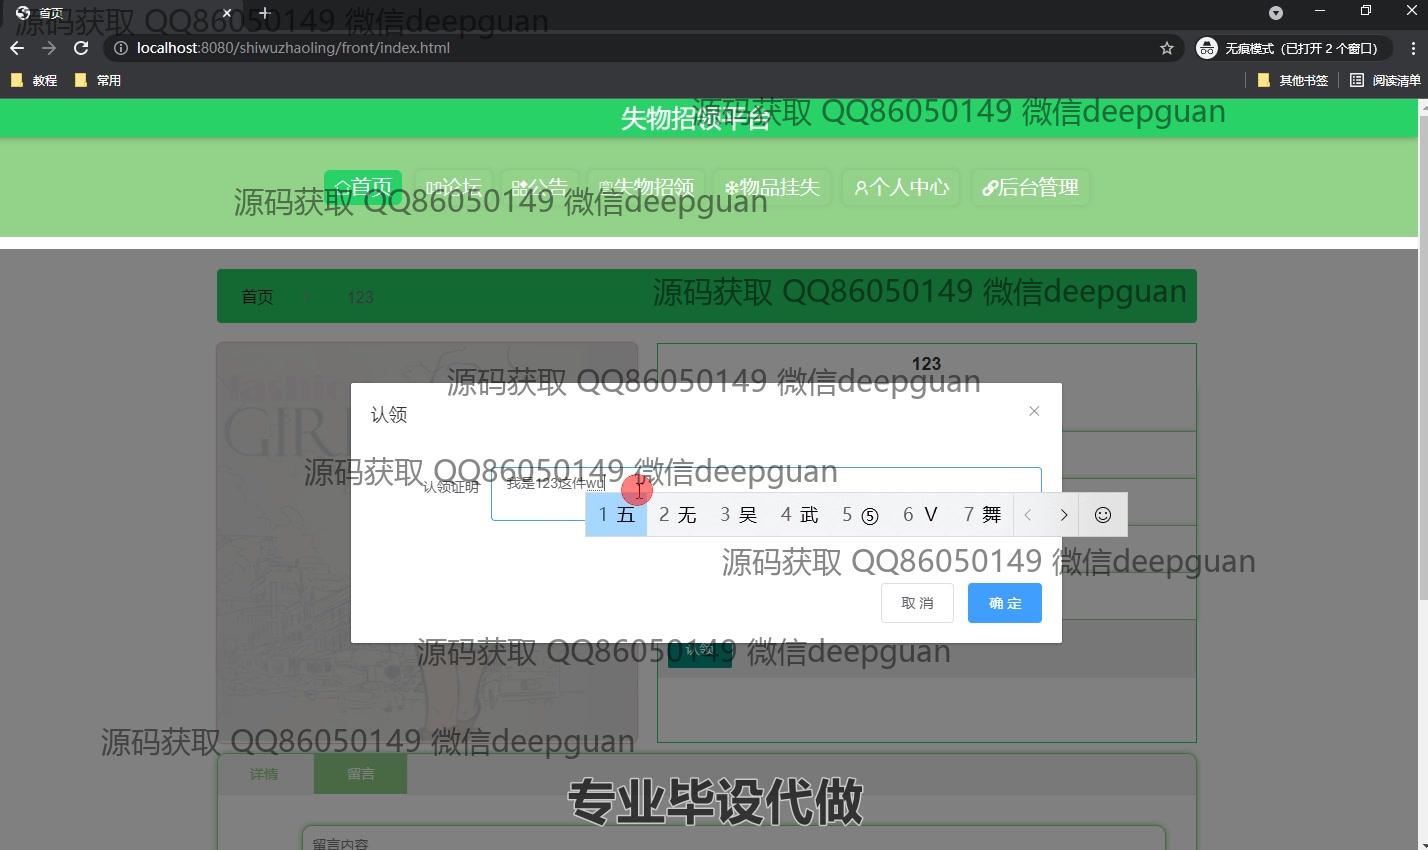 首页
localhost:8080/shiwuzhaoling/front/index.html
无痕模式（已打开 2 个窗口）
教程
常用
其他书签
阅读清单
源码获取 QQ86050149 微信deepguan
失物招领平台
源码获取 QQ86050149 微信deepguan
首页
论坛
公告
失物招领
物品挂失
个人中心
后台管理
源码获取 QQ86050149 微信deepguan
首页
123
源码获取 QQ86050149 微信deepguan
123
源码获取 QQ86050149 微信deepguan
GIRL
认领
源码获取 QQ86050149 微信deepguan
认领证明
我是123这件wu
1 五 2 无 3 吴 4 武 5 ⑤ 6 V 7 舞
源码获取 QQ86050149 微信deepguan
取消
确定
认领
源码获取 QQ86050149 微信deepguan
源码获取 QQ86050149 微信deepguan
详情
留言
专业毕设代做
留言内容